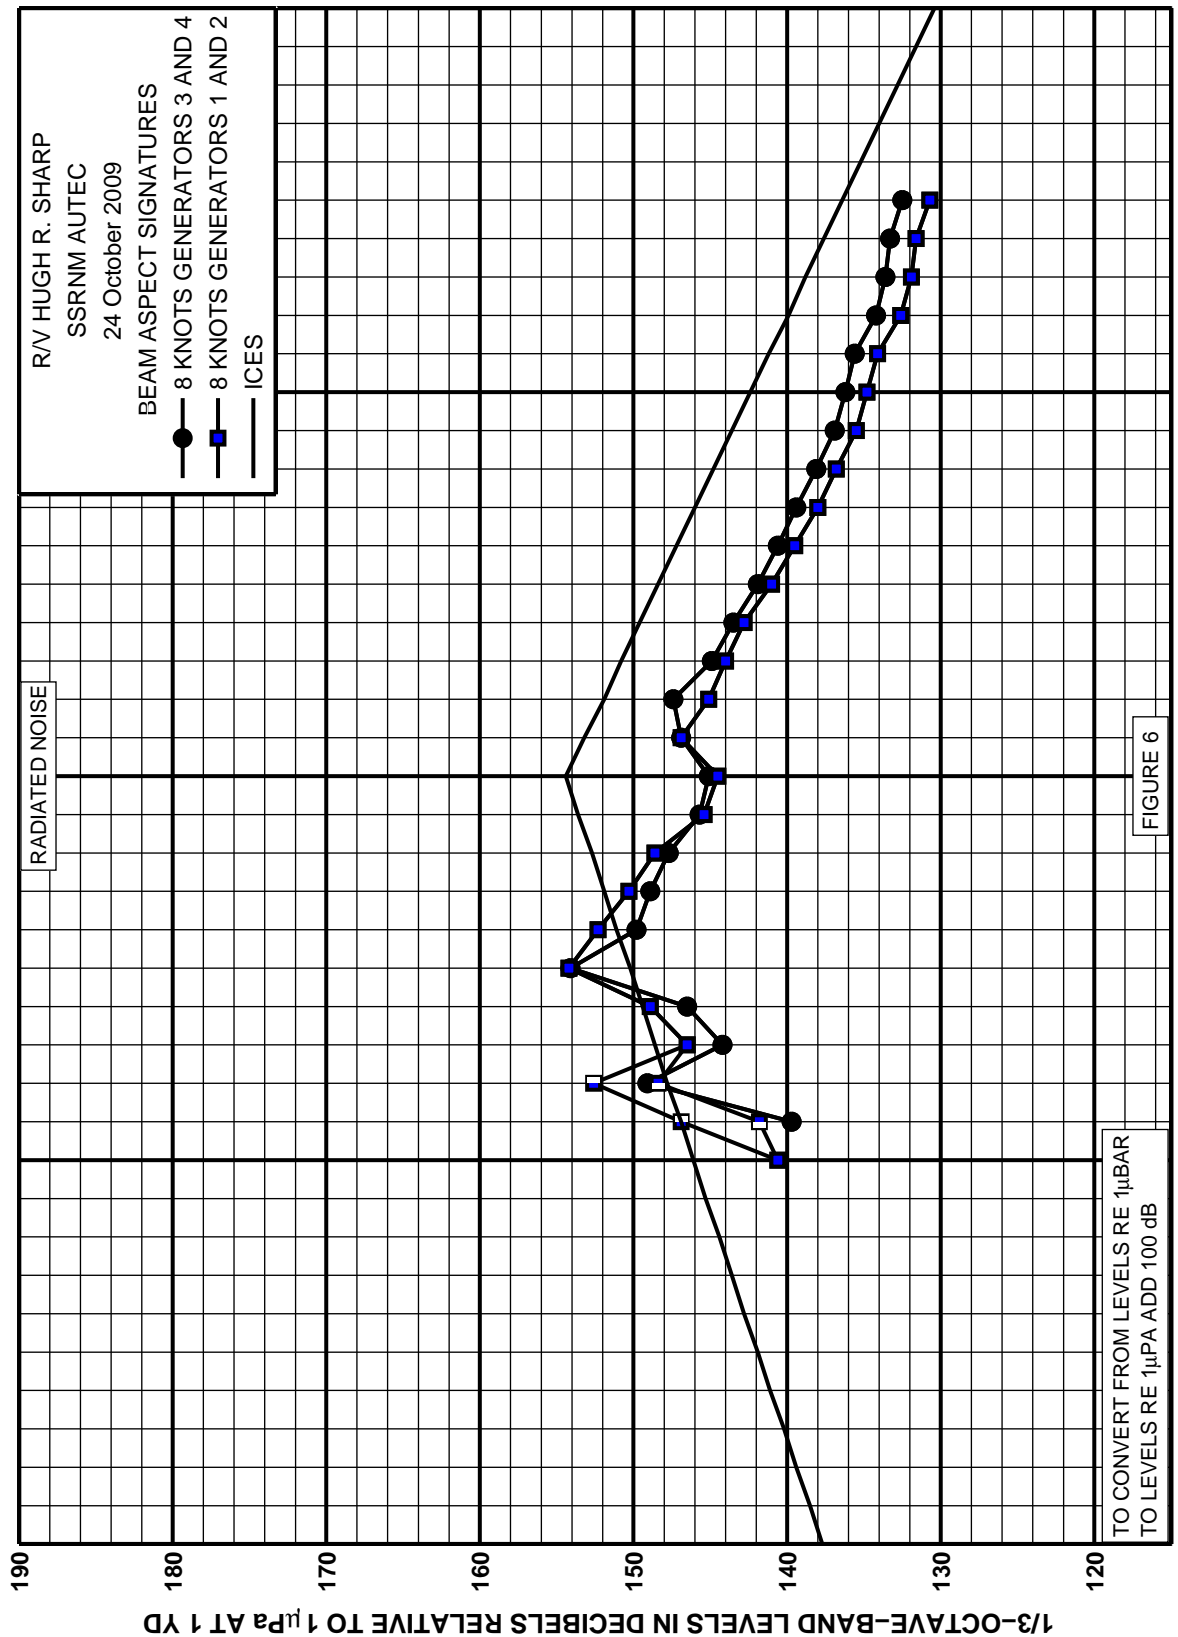 R/V HUGH R. SHARP
SSRNM AUTEC
24 October 2009
BEAM ASPECT SIGNATURES
8 KNOTS GENERATORS 3 AND 4
8 KNOTS GENERATORS 1 AND 2
ICES
RADIATED NOISE
190
180
170
160
150
140
130
120
1/3-OCTAVE-BAND LEVELS IN DECIBELS RELATIVE TO 1 µPa AT 1 YD
TO CONVERT FROM LEVELS RE 1µBAR
TO LEVELS RE 1µPA ADD 100 dB
FIGURE 6